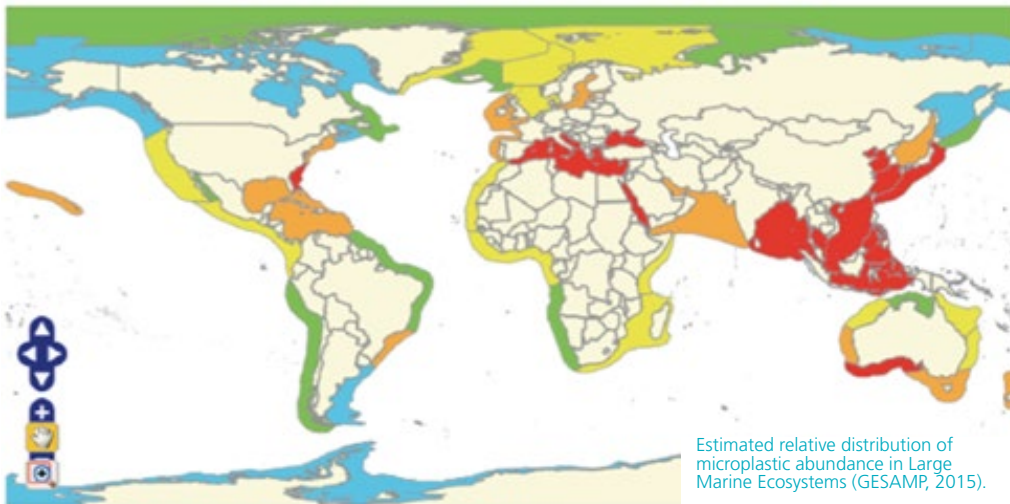 Estimated relative distribution of
microplastic abundance in Large
Marine Ecosystems (GESAMP, 2015).